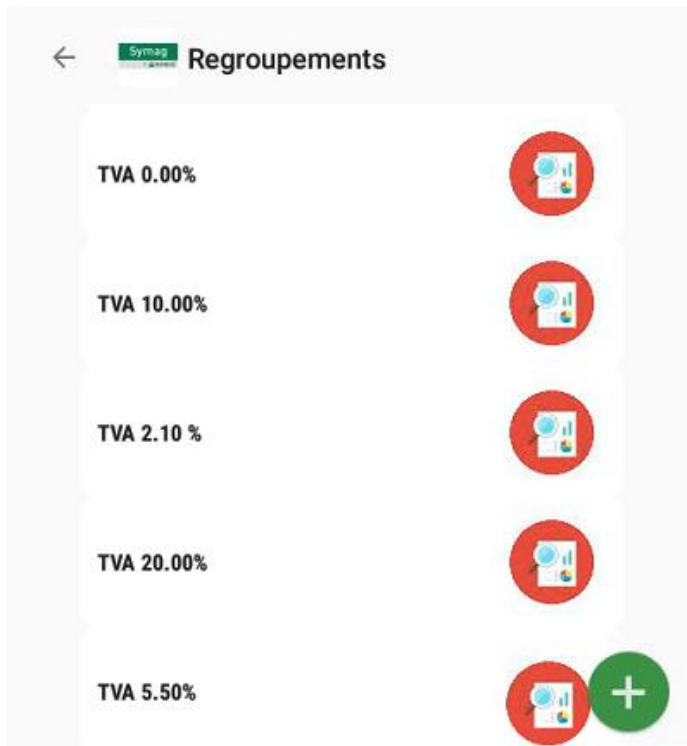 Symag
Regroupements
TVA 0.00%
TVA 10.00%
TVA 2.10 %
TVA 20.00%
TVA 5.50%